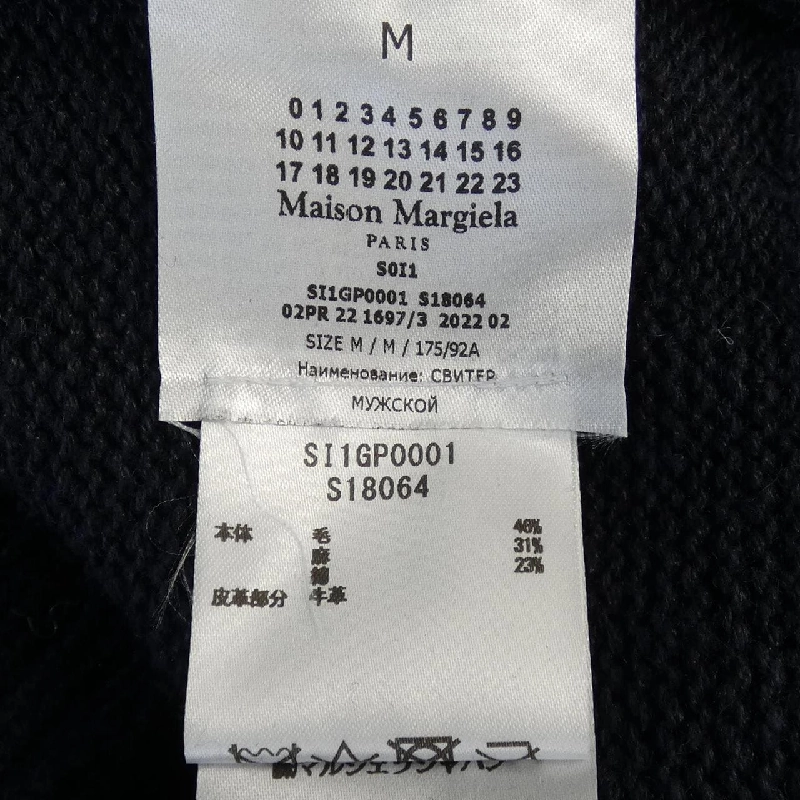 M
0 1 2 3 4 5 6 7 8 9
10 11 12 13 14 15 16
17 18 19 20 21 22 23
Maison Margiela
PARIS
S0I1
SI1GP0001 S18064
02PR 22 1697/3 2022 02
SIZE M / M / 175/92A
Наименование: СВИТЕР
МУЖСКОЙ
SI1GP0001
S18064
本体 毛 46%
麻 31%
綿 23%
皮革部分 牛革